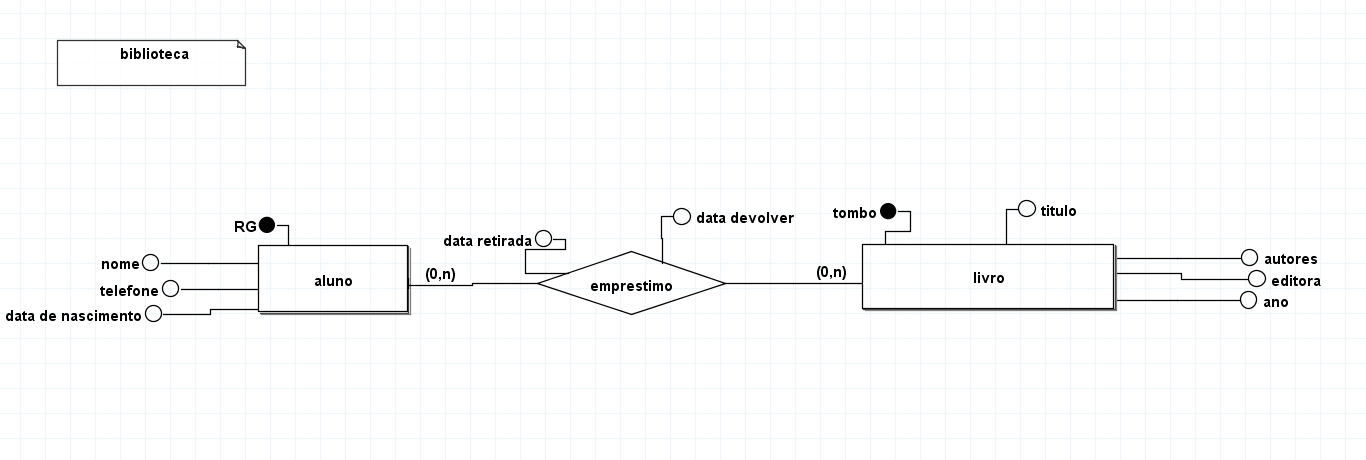 biblioteca
RG
nome
telefone
data de nascimento
aluno
(0,n)
data retirada
data devolver
emprestimo
(0,n)
tombo
titulo
livro
autores
editora
ano